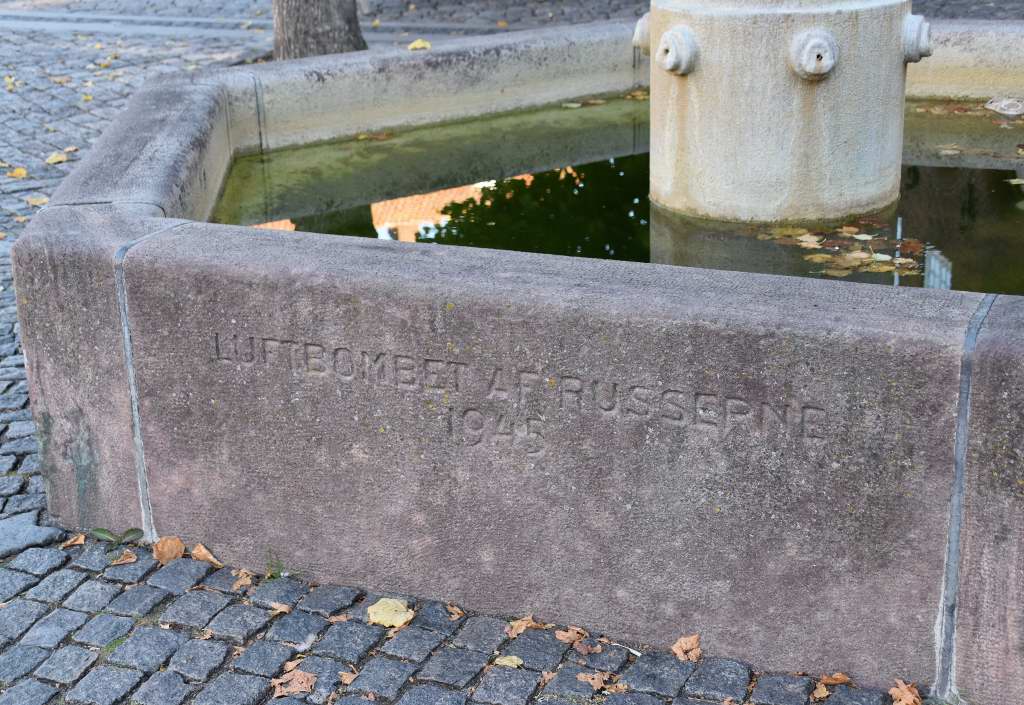 LUFTBOMBET AF RUSSERNE
1945